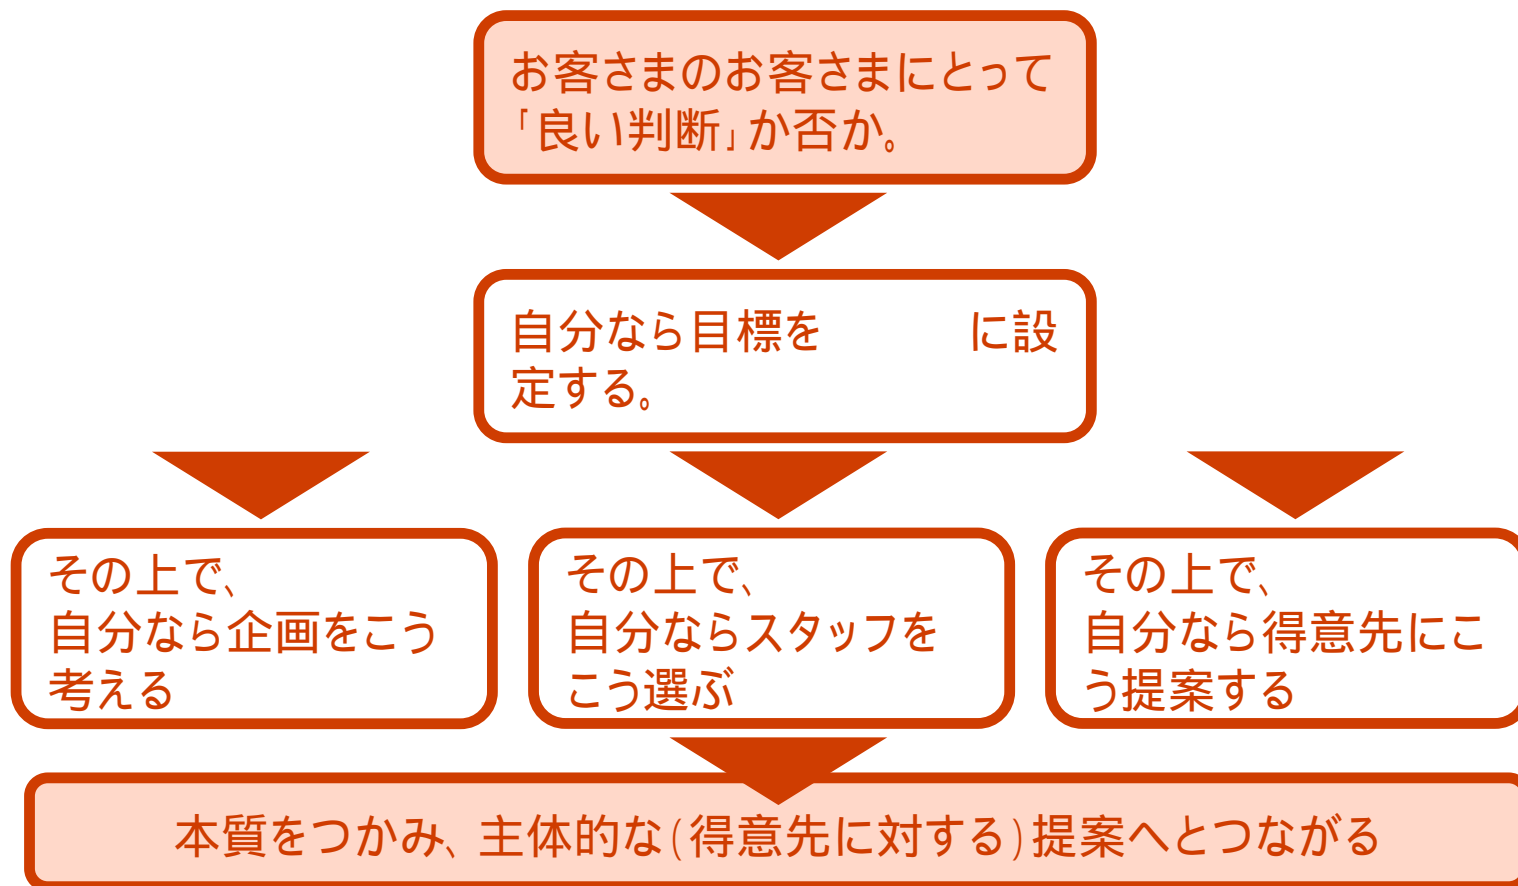 お客さまのお客さまにとって
「良い判断」か否か。
自分なら目標を　　　に設
定する。
その上で、
自分なら企画をこう
考える
その上で、
自分ならスタッフを
こう選ぶ
その上で、
自分なら得意先にこ
う提案する
本質をつかみ、主体的な(得意先に対する)提案へとつながる